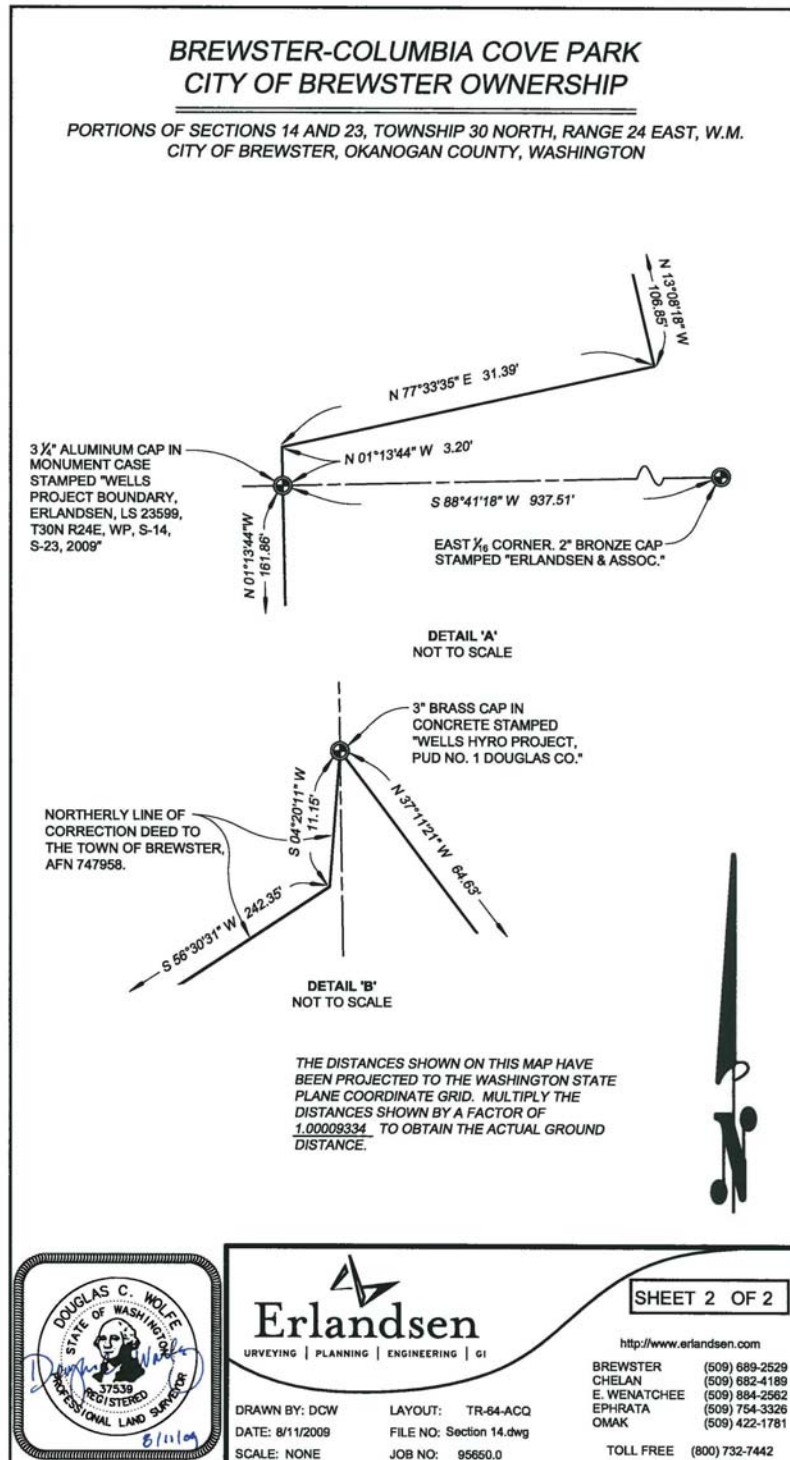 BREWSTER-COLUMBIA COVE PARK
CITY OF BREWSTER OWNERSHIP
PORTIONS OF SECTIONS 14 AND 23, TOWNSHIP 30 NORTH, RANGE 24 EAST, W.M.
CITY OF BREWSTER, OKANOGAN COUNTY, WASHINGTON
N 13°08'18" W
106.85'
N 77°33'35" E 31.39'
3 ½" ALUMINUM CAP IN
MONUMENT CASE
STAMPED "WELLS
PROJECT BOUNDARY,
ERLANDSEN, LS 23599,
T30N R24E, WP, S-14,
S-23, 2009"
N 01°13'44" W 3.20'
S 88°41'18" W 937.51'
N 01°13'44"W
161.86'
EAST 1/16 CORNER. 2" BRONZE CAP
STAMPED "ERLANDSEN & ASSOC."
DETAIL 'A'
NOT TO SCALE
3" BRASS CAP IN
CONCRETE STAMPED
"WELLS HYRO PROJECT,
PUD NO. 1 DOUGLAS CO."
NORTHERLY LINE OF
CORRECTION DEED TO
THE TOWN OF BREWSTER,
AFN 747958.
S 04°20'11" W
11.15'
N 37°11'21" W 64.63'
S 56°30'31" W 242.35'
DETAIL 'B'
NOT TO SCALE
THE DISTANCES SHOWN ON THIS MAP HAVE
BEEN PROJECTED TO THE WASHINGTON STATE
PLANE COORDINATE GRID. MULTIPLY THE
DISTANCES SHOWN BY A FACTOR OF
1.00009334 TO OBTAIN THE ACTUAL GROUND
DISTANCE.
N
DOUGLAS C. WOLFE
STATE OF WASHINGTON
37539
REGISTERED
PROFESSIONAL LAND SURVEYOR
8/11/09
Erlandsen
URVEYING | PLANNING | ENGINEERING | GI
DRAWN BY: DCW
LAYOUT: TR-64-ACQ
DATE: 8/11/2009
FILE NO: Section 14.dwg
SCALE: NONE
JOB NO: 95650.0
SHEET 2 OF 2
http://www.erlandsen.com
BREWSTER (509) 689-2529
CHELAN (509) 682-4189
E. WENATCHEE (509) 884-2562
EPHRATA (509) 754-3326
OMAK (509) 422-1781
TOLL FREE (800) 732-7442